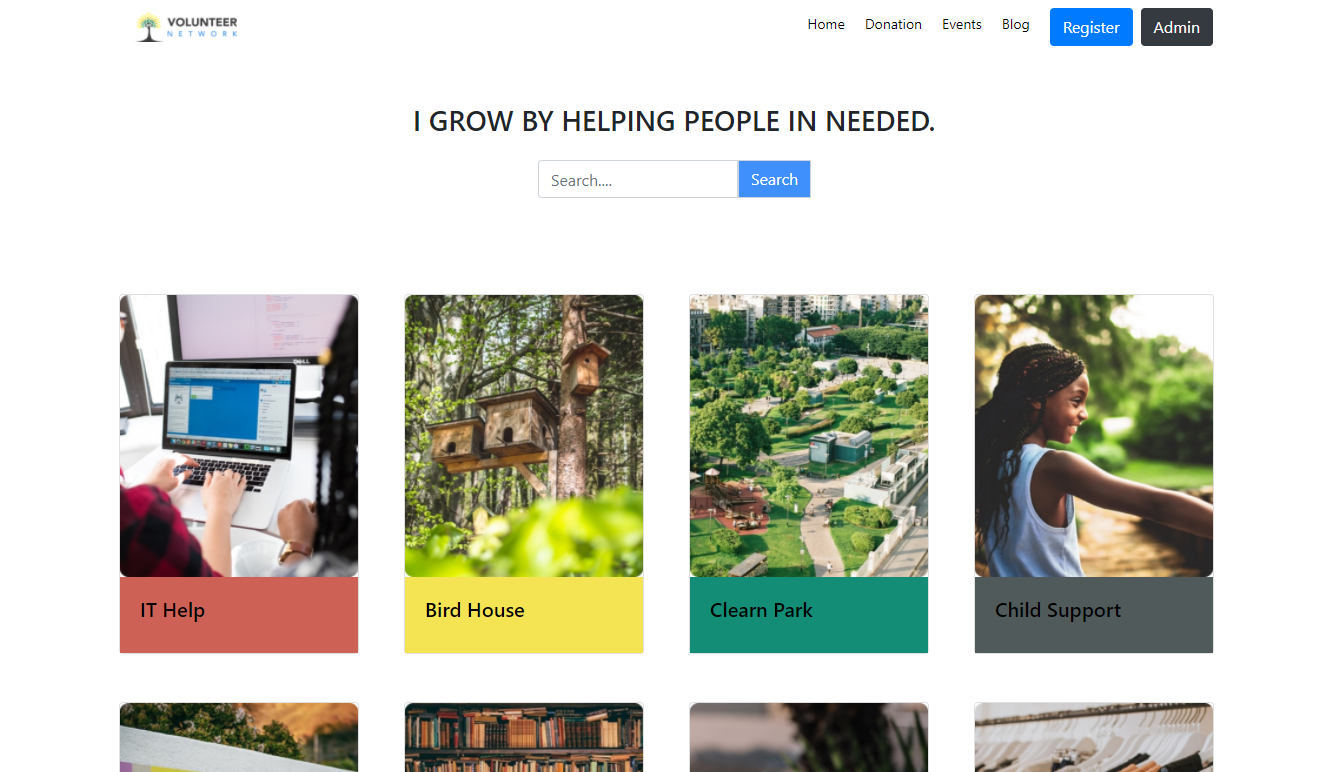 VOLUNTEER
NETWORK
Home Donation Events Blog Register Admin
I GROW BY HELPING PEOPLE IN NEEDED.
Search.... Search
DELL
IT Help
Bird House
Clearn Park
Child Support